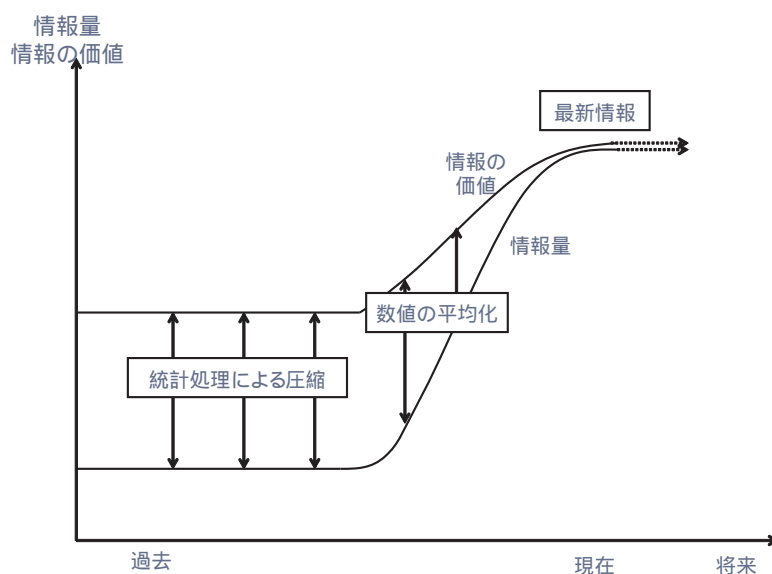 情報量
情報の価値
最新情報
情報の
価値
情報量
数値の平均化
統計処理による圧縮
過去
現在
将来